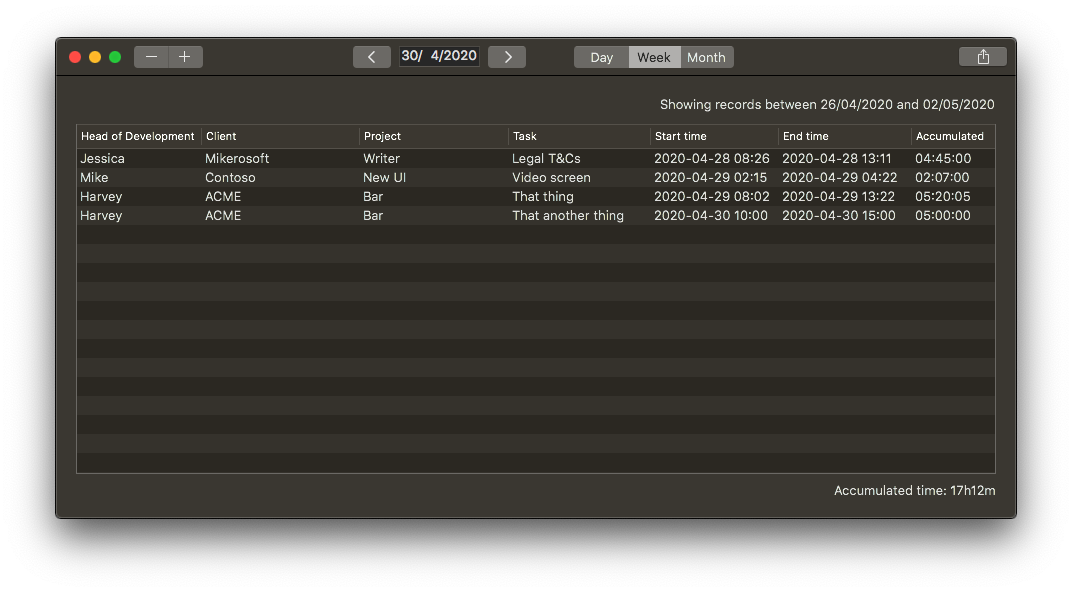 30/ 4/2020 Day Week Month
Showing records between 26/04/2020 and 02/05/2020
Head of Development Client Project Task Start time End time Accumulated
Jessica Mikerosoft Writer Legal T&Cs 2020-04-28 08:26 2020-04-28 13:11 04:45:00
Mike Contoso New UI Video screen 2020-04-29 02:15 2020-04-29 04:22 02:07:00
Harvey ACME Bar That thing 2020-04-29 08:02 2020-04-29 13:22 05:20:05
Harvey ACME Bar That another thing 2020-04-30 10:00 2020-04-30 15:00 05:00:00
Accumulated time: 17h12m